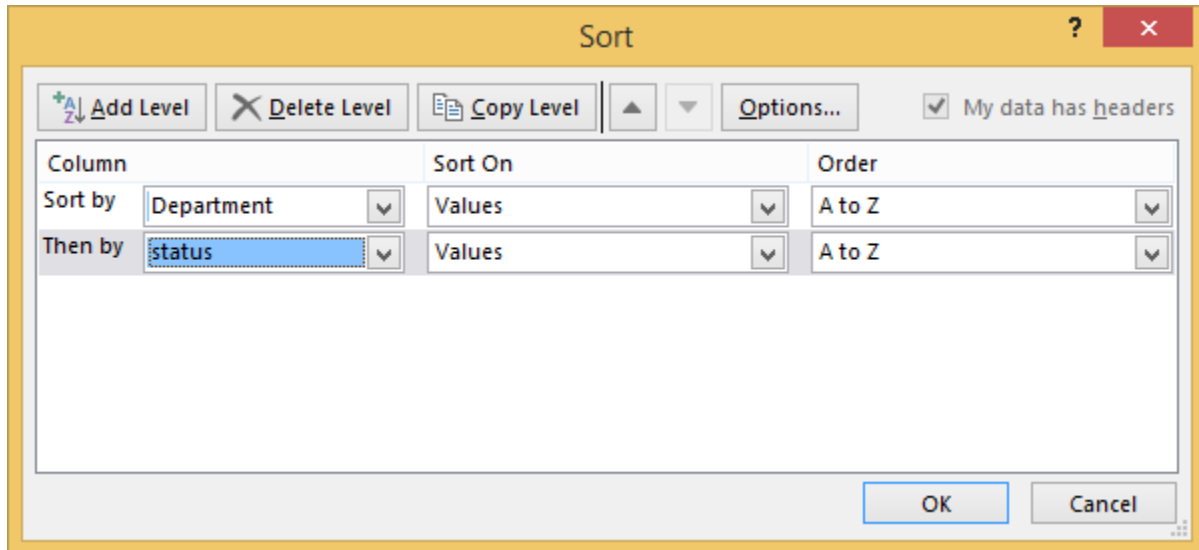 Sort
?
Add Level Delete Level Copy Level Options... My data has headers
Column Sort On Order
Sort by Department Values A to Z
Then by status Values A to Z
OK Cancel